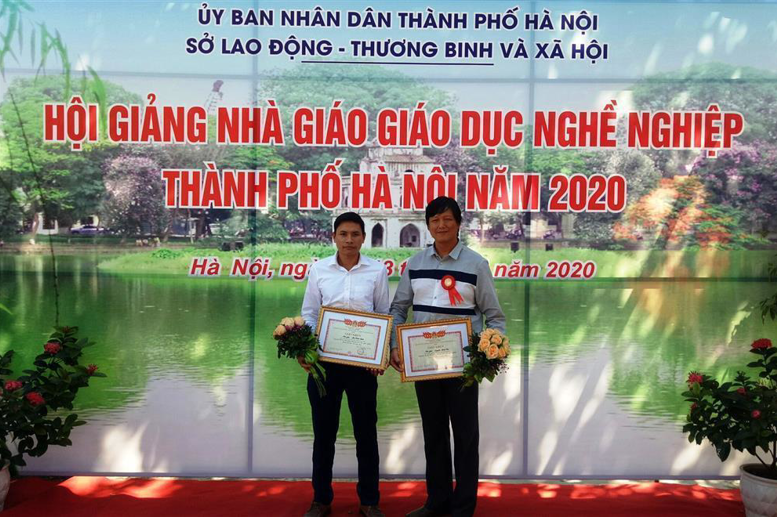 ỦY BAN NHÂN DÂN THÀNH PHỐ HÀ NỘI
SỞ LAO ĐỘNG - THƯƠNG BINH VÀ XÃ HỘI
HỘI GIẢNG NHÀ GIÁO GIÁO DỤC NGHỀ NGHIỆP
THÀNH PHỐ HÀ NỘI NĂM 2020
Hà Nội, ngày năm 2020